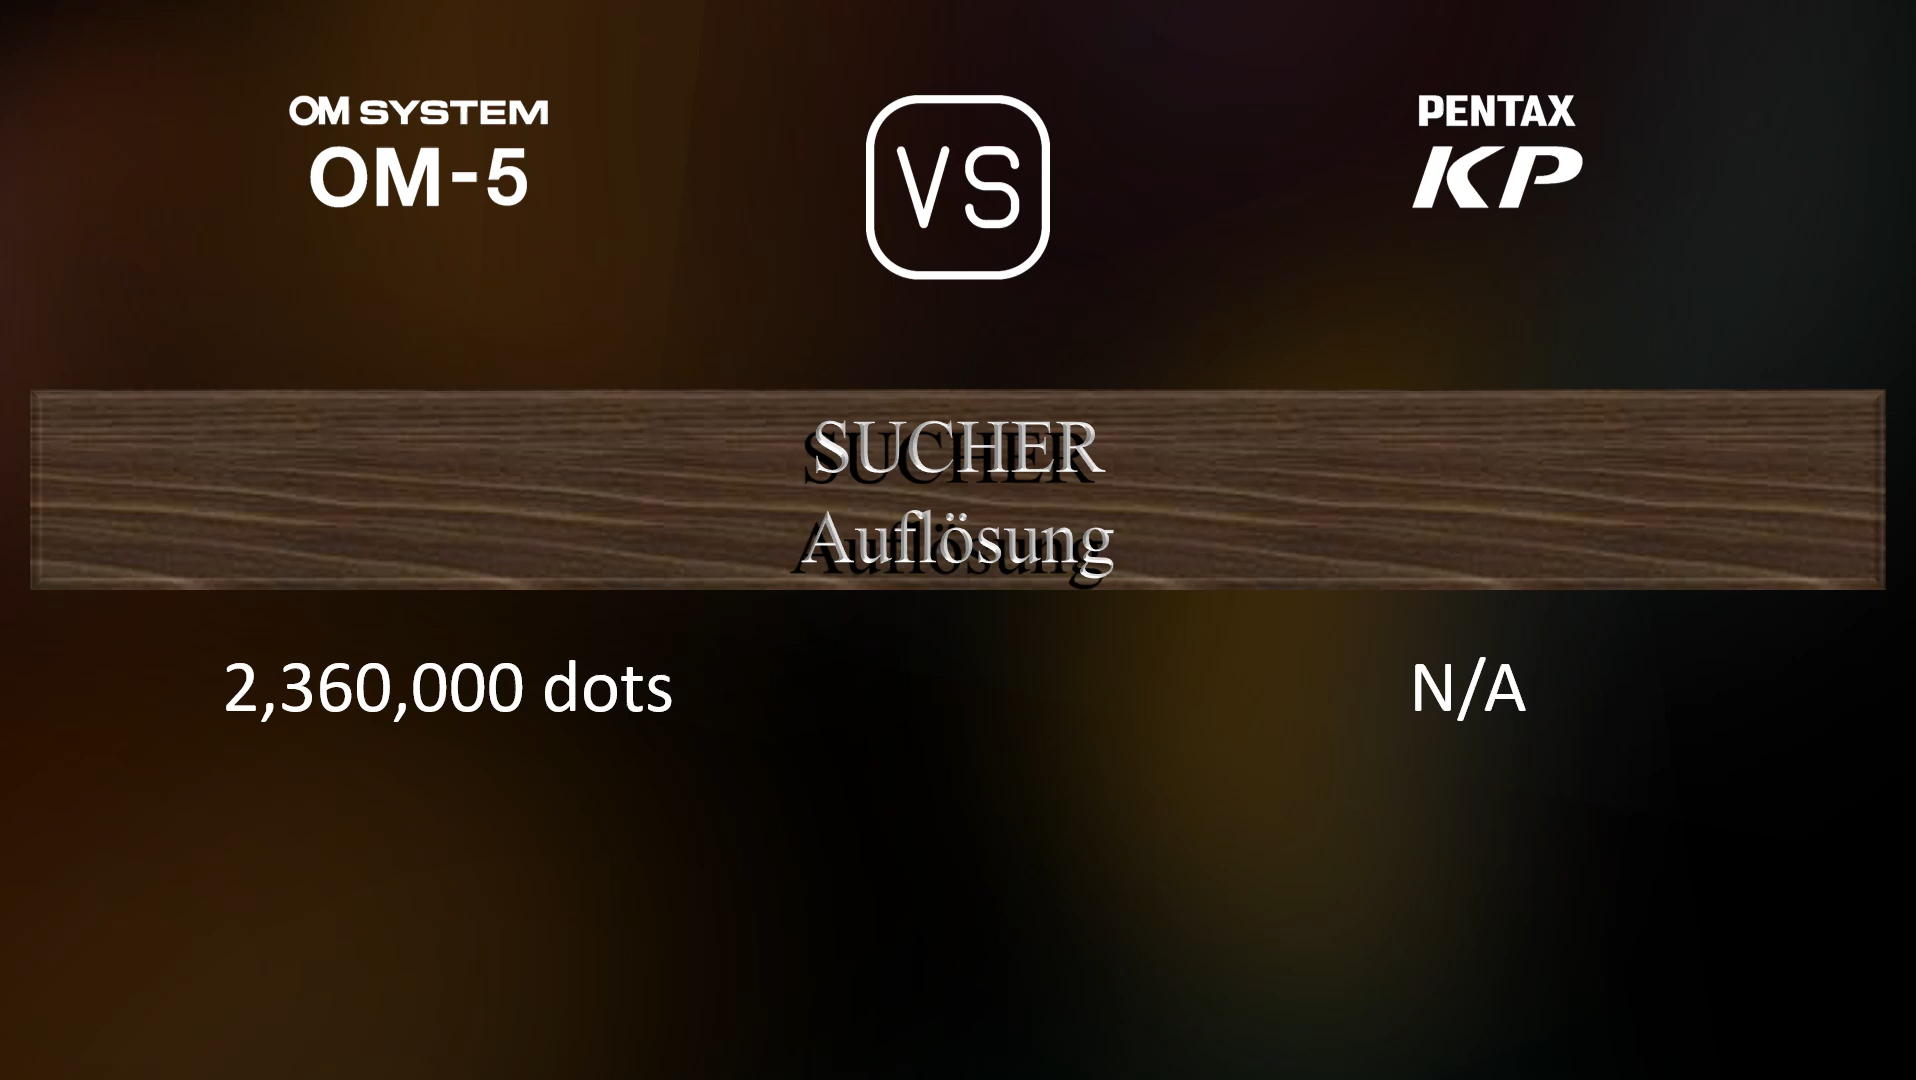 OM SYSTEM
OM-5
VS
PENTAX
KP
SUCHER
Auflösung
2,360,000 dots
N/A